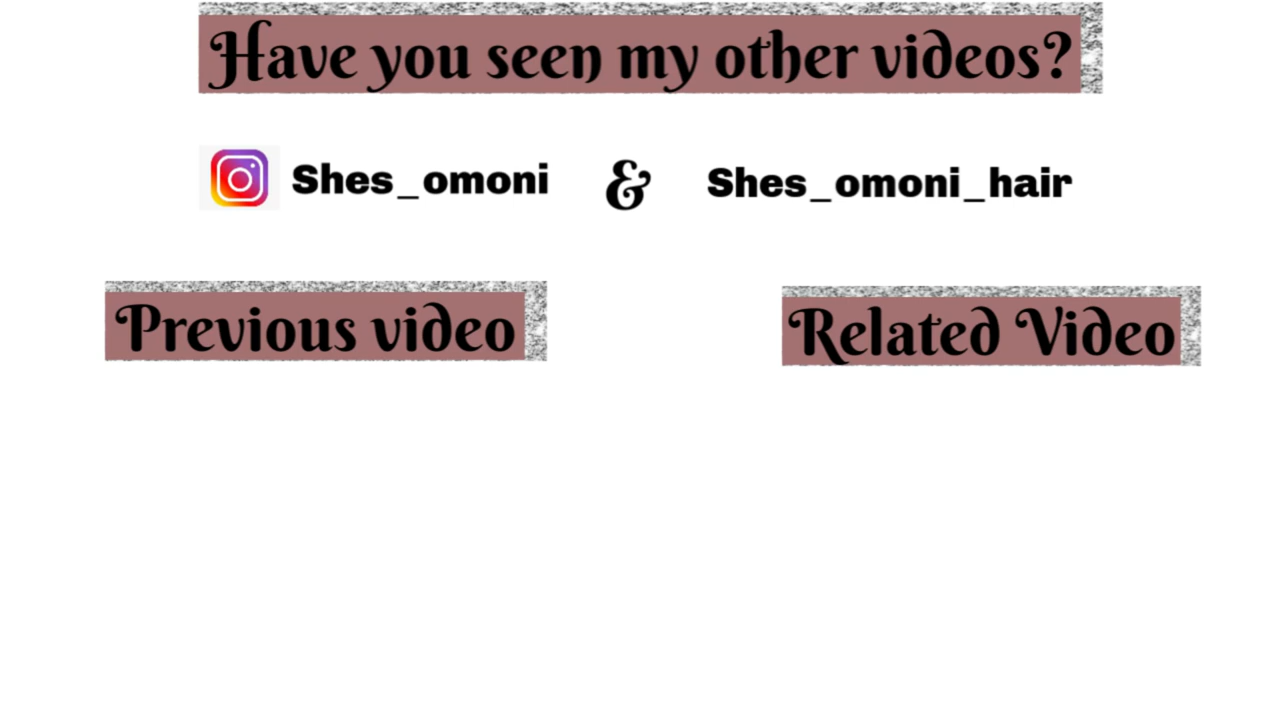 Have you seen my other videos?
Shes_omoni & Shes_omoni_hair
Previous video
Related Video